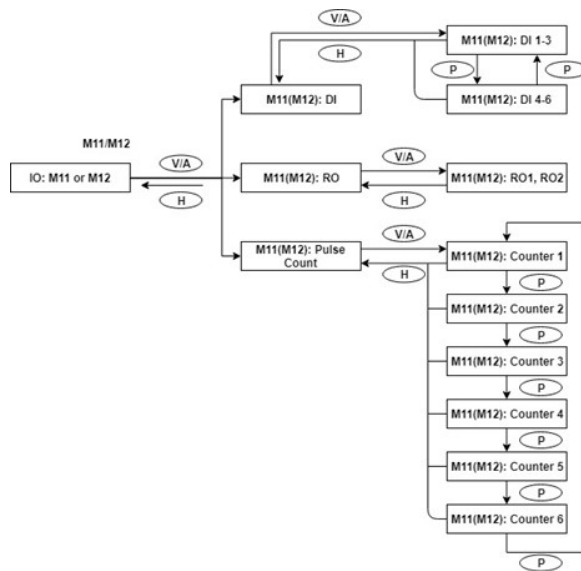 V/A
M11(M12): DI 1-3
H
P
P
M11(M12): DI
M11(M12): DI 4-6
M11/M12
V/A
V/A
IO: M11 or M12
M11(M12): RO
M11(M12): RO1, RO2
H
H
V/A
M11(M12): Pulse
Count
M11(M12): Counter 1
H
P
M11(M12): Counter 2
P
M11(M12): Counter 3
P
M11(M12): Counter 4
P
M11(M12): Counter 5
P
M11(M12): Counter 6
P